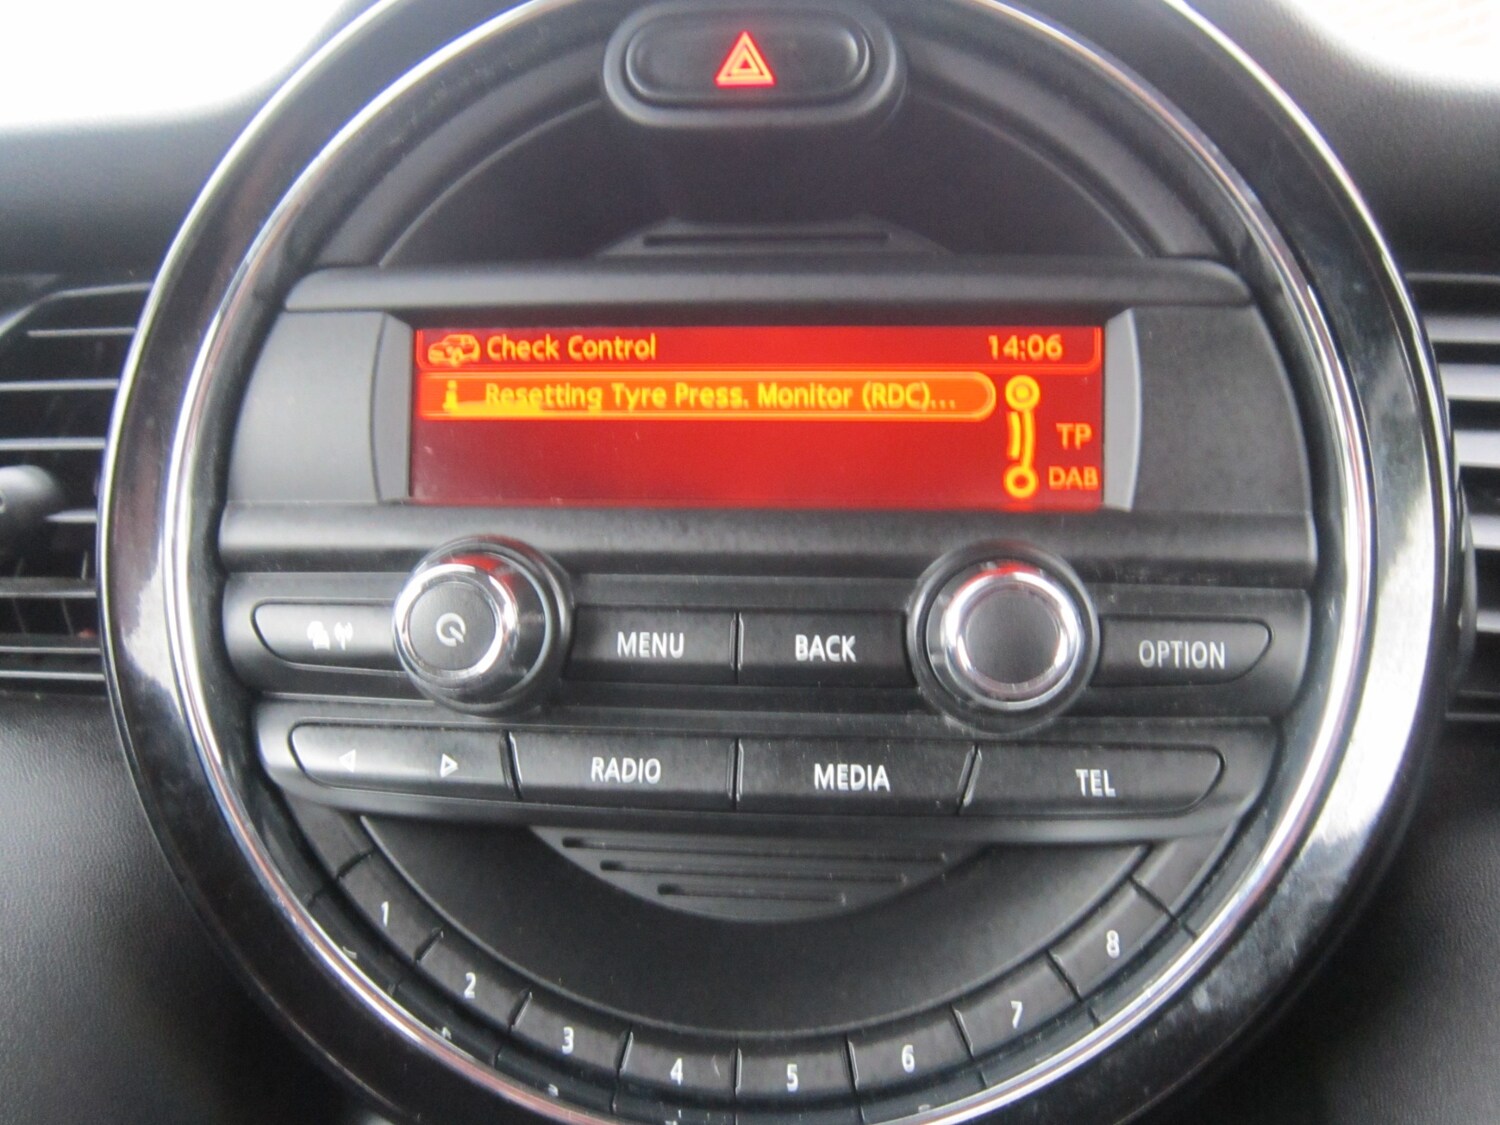 Check Control 14:06
i Resetting Tyre Press. Monitor (RDC)...
TP
DAB
MENU BACK OPTION
RADIO MEDIA TEL
1 2 3 4 5 6 7 8